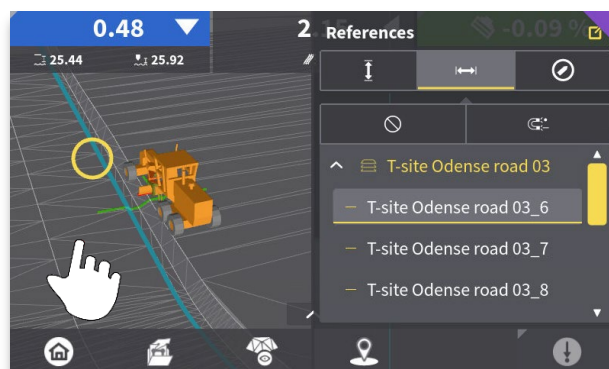 0.48
2
.15
-0.09 %
References
25.44
25.92
T-site Odense road 03
T-site Odense road 03_6
T-site Odense road 03_7
T-site Odense road 03_8